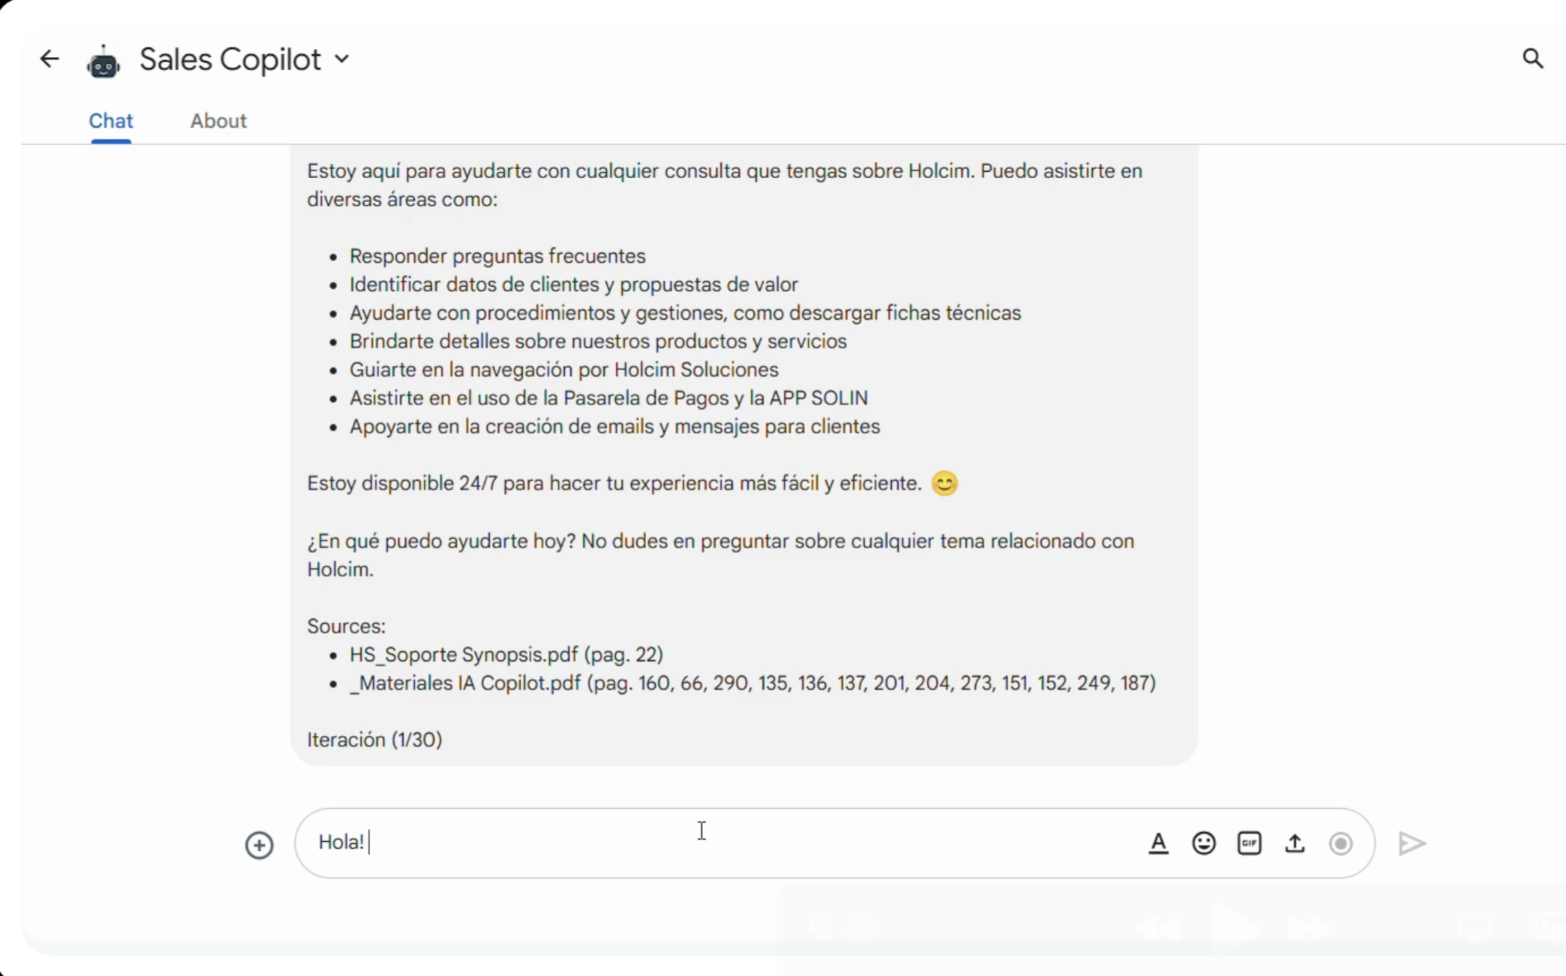 Sales Copilot
Chat
About
Estoy aquí para ayudarte con cualquier consulta que tengas sobre Holcim. Puedo asistirte en
diversas áreas como:
• Responder preguntas frecuentes
• Identificar datos de clientes y propuestas de valor
• Ayudarte con procedimientos y gestiones, como descargar fichas técnicas
• Brindarte detalles sobre nuestros productos y servicios
• Guiarte en la navegación por Holcim Soluciones
• Asistirte en el uso de la Pasarela de Pagos y la APP SOLIN
• Apoyarte en la creación de emails y mensajes para clientes
Estoy disponible 24/7 para hacer tu experiencia más fácil y eficiente. 😊
¿En qué puedo ayudarte hoy? No dudes en preguntar sobre cualquier tema relacionado con
Holcim.
Sources:
• HS_Soporte Synopsis.pdf (pag. 22)
• _Materiales IA Copilot.pdf (pag. 160, 66, 290, 135, 136, 137, 201, 204, 273, 151, 152, 249, 187)
Iteración (1/30)
Hola!
A
GIF